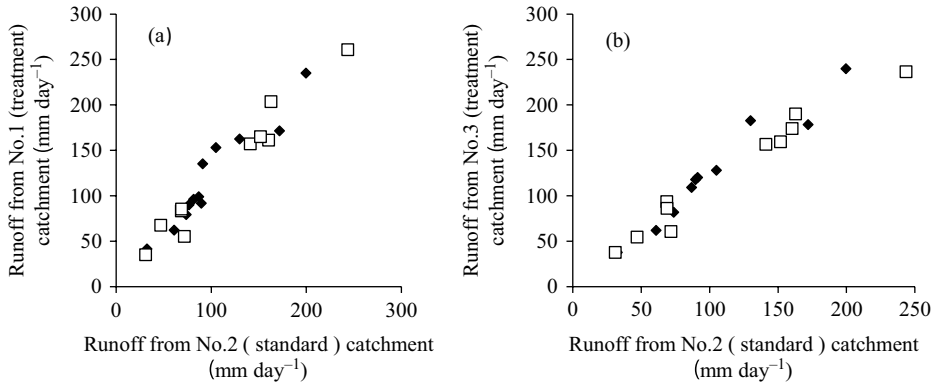 Runoff from No.1 (treatment)
catchment (mm day⁻¹)
300
250
200
150
100
50
0
(a)
0
100
200
300
Runoff from No.2 ( standard ) catchment
(mm day⁻¹)
Runoff from No.3 (treatment)
catchment (mm day⁻¹)
300
250
200
150
100
50
0
(b)
0
50
100
150
200
250
Runoff from No.2 ( standard ) catchment
(mm day⁻¹)